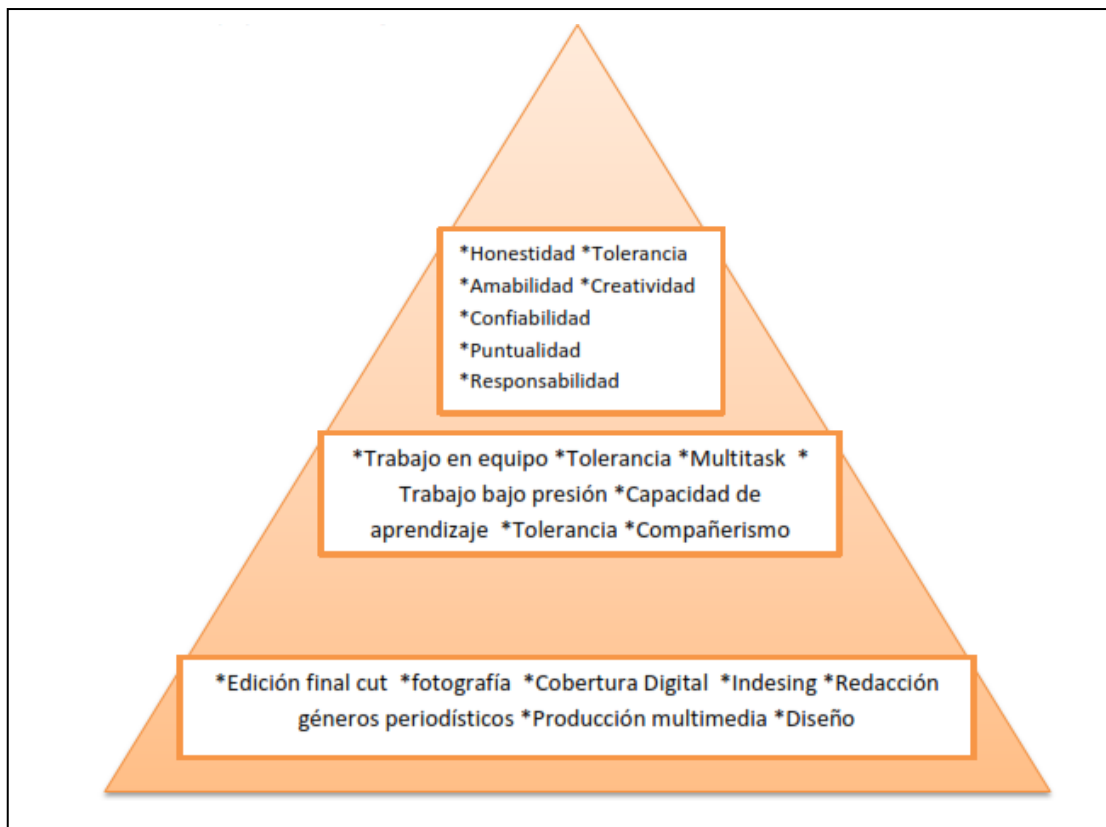 *Honestidad *Tolerancia
*Amabilidad *Creatividad
*Confiabilidad
*Puntualidad
*Responsabilidad
*Trabajo en equipo *Tolerancia *Multitask *
Trabajo bajo presión *Capacidad de
aprendizaje *Tolerancia *Compañerismo
*Edición final cut *fotografía *Cobertura Digital *Indesing *Redacción
géneros periodísticos *Producción multimedia *Diseño